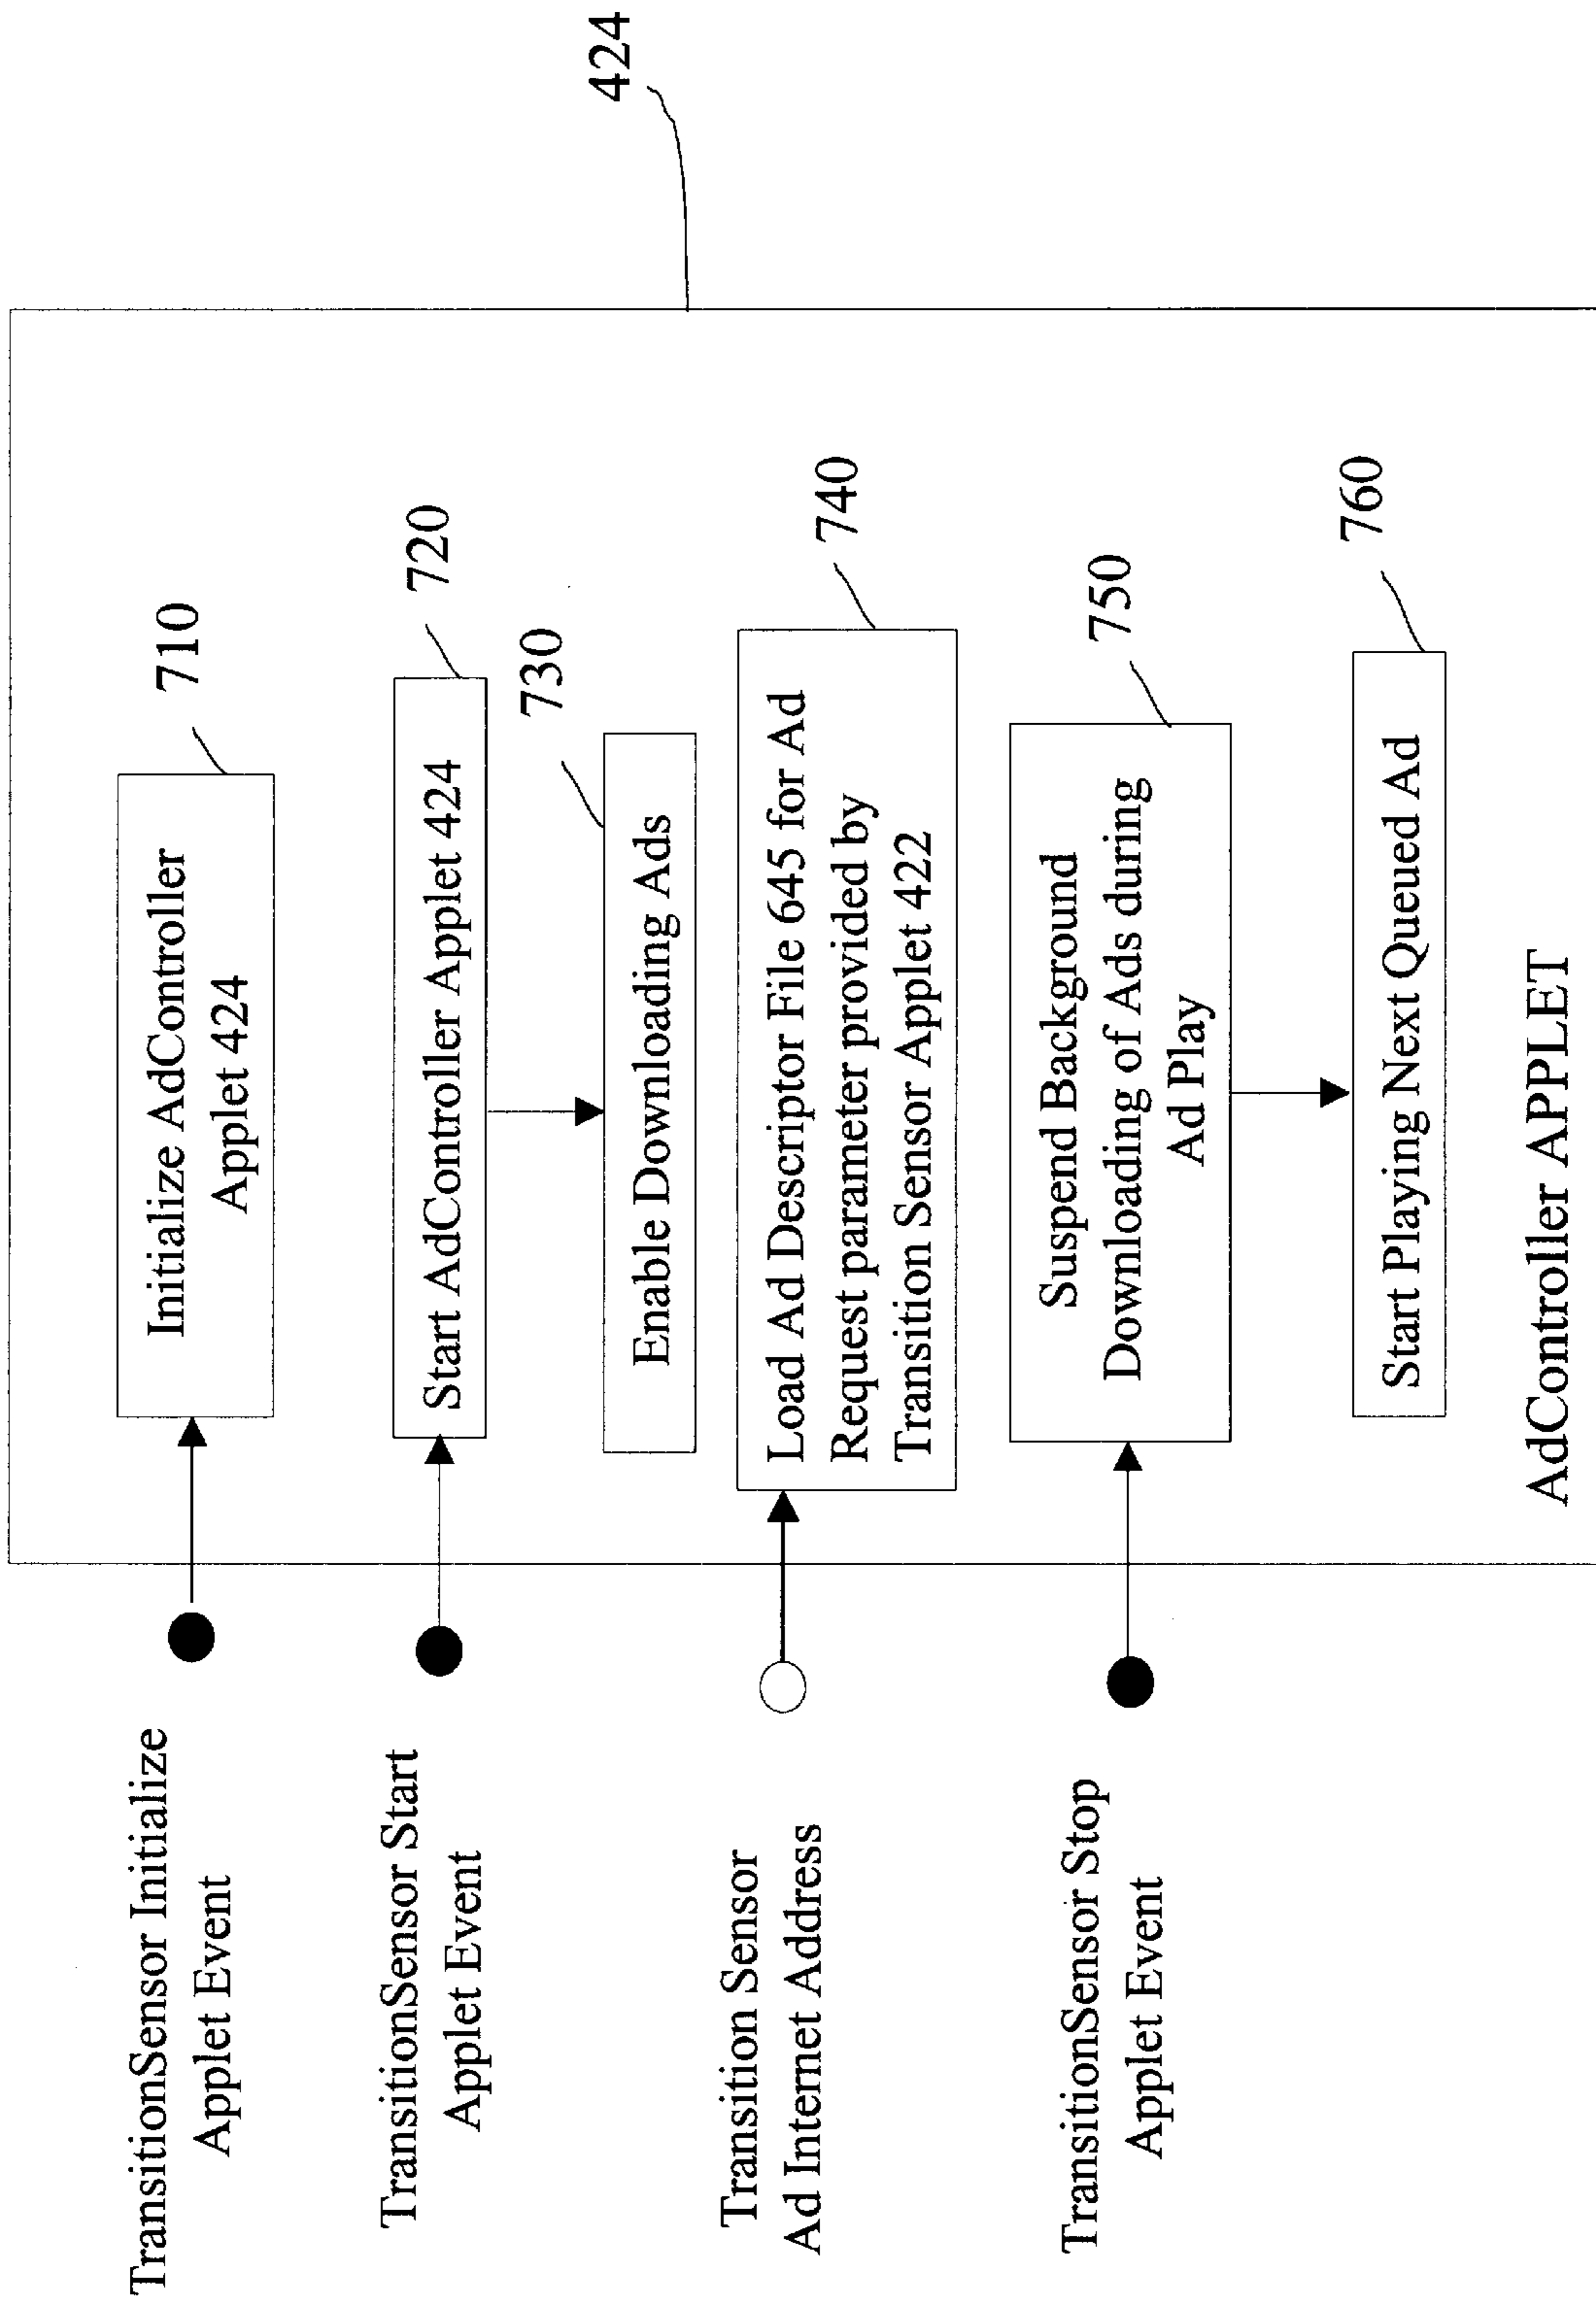 424
TransitionSensor Initialize
Applet Event
Initialize AdController
Applet 424
710
TransitionSensor Start
Applet Event
Start AdController Applet 424
720
730
Enable Downloading Ads
Transition Sensor
Ad Internet Address
Load Ad Descriptor File 645 for Ad
Request parameter provided by
Transition Sensor Applet 422
740
TransitionSensor Stop
Applet Event
Suspend Background
Downloading of Ads during
Ad Play
750
Start Playing Next Queued Ad
760
AdController APPLET